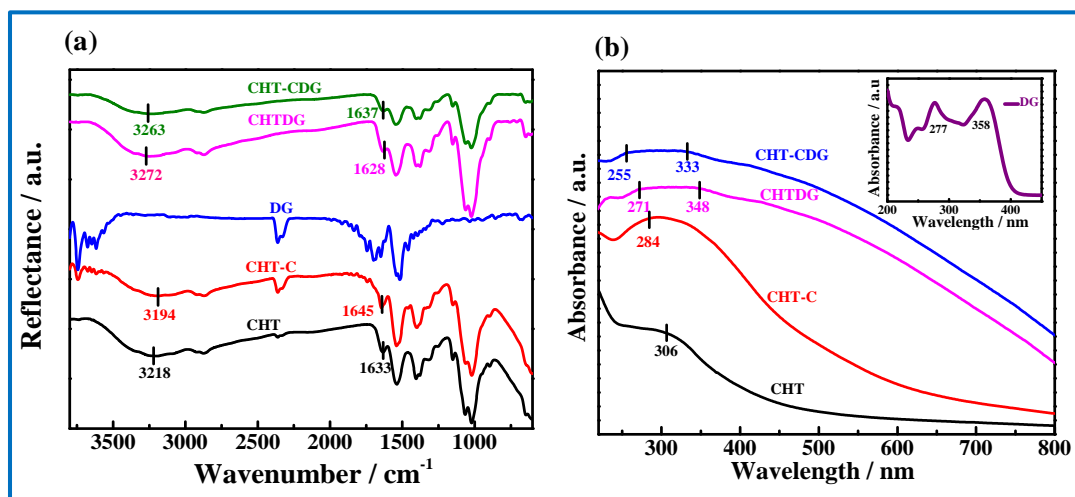 (a)
CHT-CDG
3263
1637
CHTDG
3272
1628
DG
CHT-C
3194
1645
CHT
3218
1633
Reflectance / a.u.
3500 3000 2500 2000 1500 1000
Wavenumber / cm-1
(b)
CHT-CDG
255
333
CHTDG
271
348
284
CHT-C
306
CHT
Absorbance / a.u.
300 400 500 600 700 800
Wavelength / nm
DG
277
358
Absorbance / a.u
200 300 400
Wavelength / nm